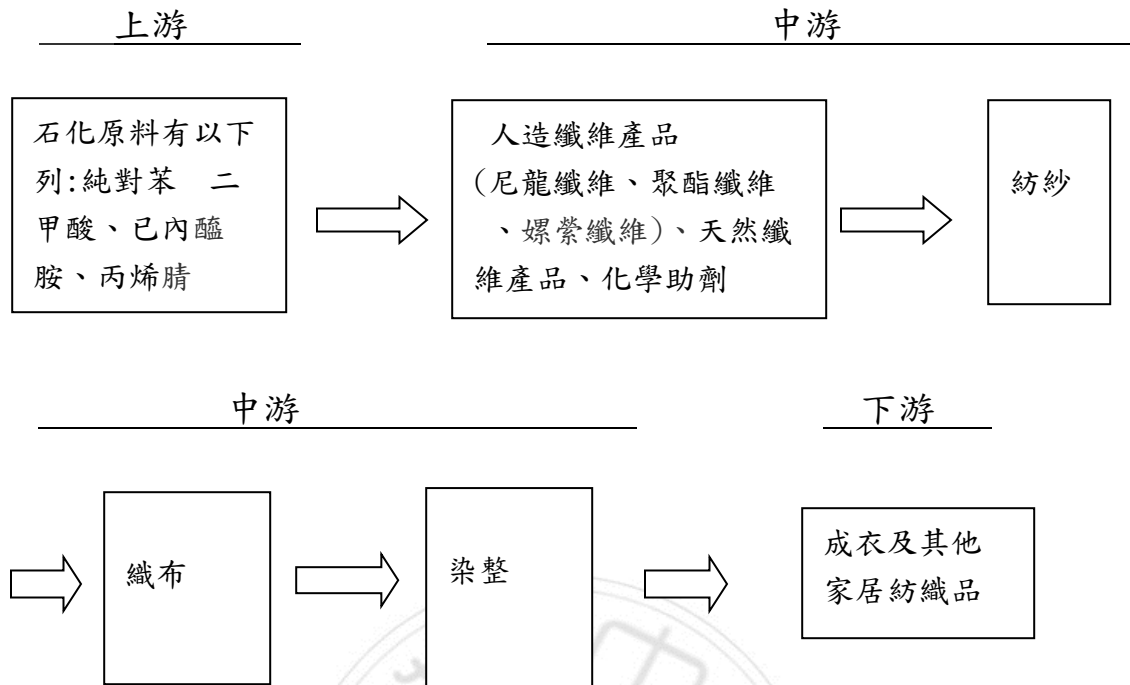 上游
中游
石化原料有以下
列:純對苯 二
甲酸、已內醯
胺、丙烯腈
人造纖維產品
(尼龍纖維、聚酯纖維
、嫘縈纖維)、天然纖
維產品、化學助劑
紡紗
中游
下游
織布
染整
成衣及其他
家居紡織品